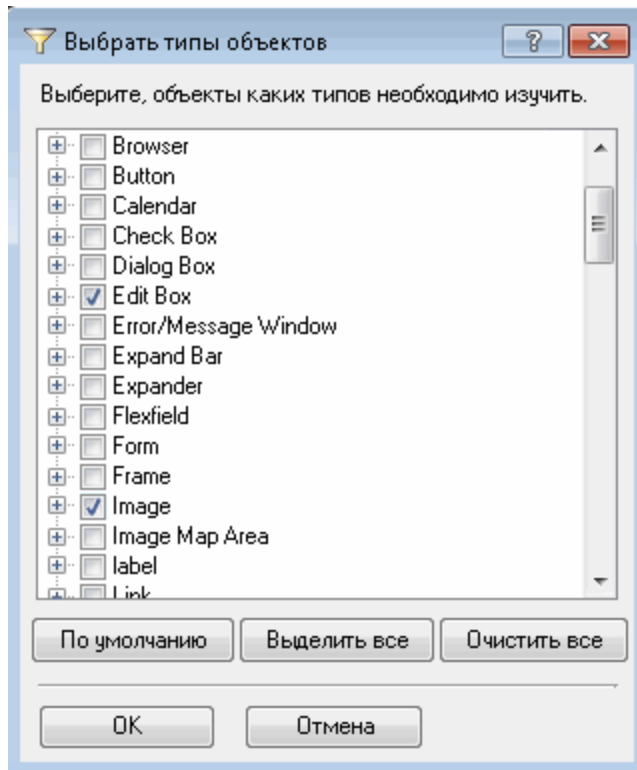 Выбрать типы объектов
Выберите, объекты каких типов необходимо изучить.
Browser
Button
Calendar
Check Box
Dialog Box
Edit Box
Error/Message Window
Expand Bar
Expander
Flexfield
Form
Frame
Image
Image Map Area
label
Link
По умолчанию Выделить все Очистить все
OK Отмена